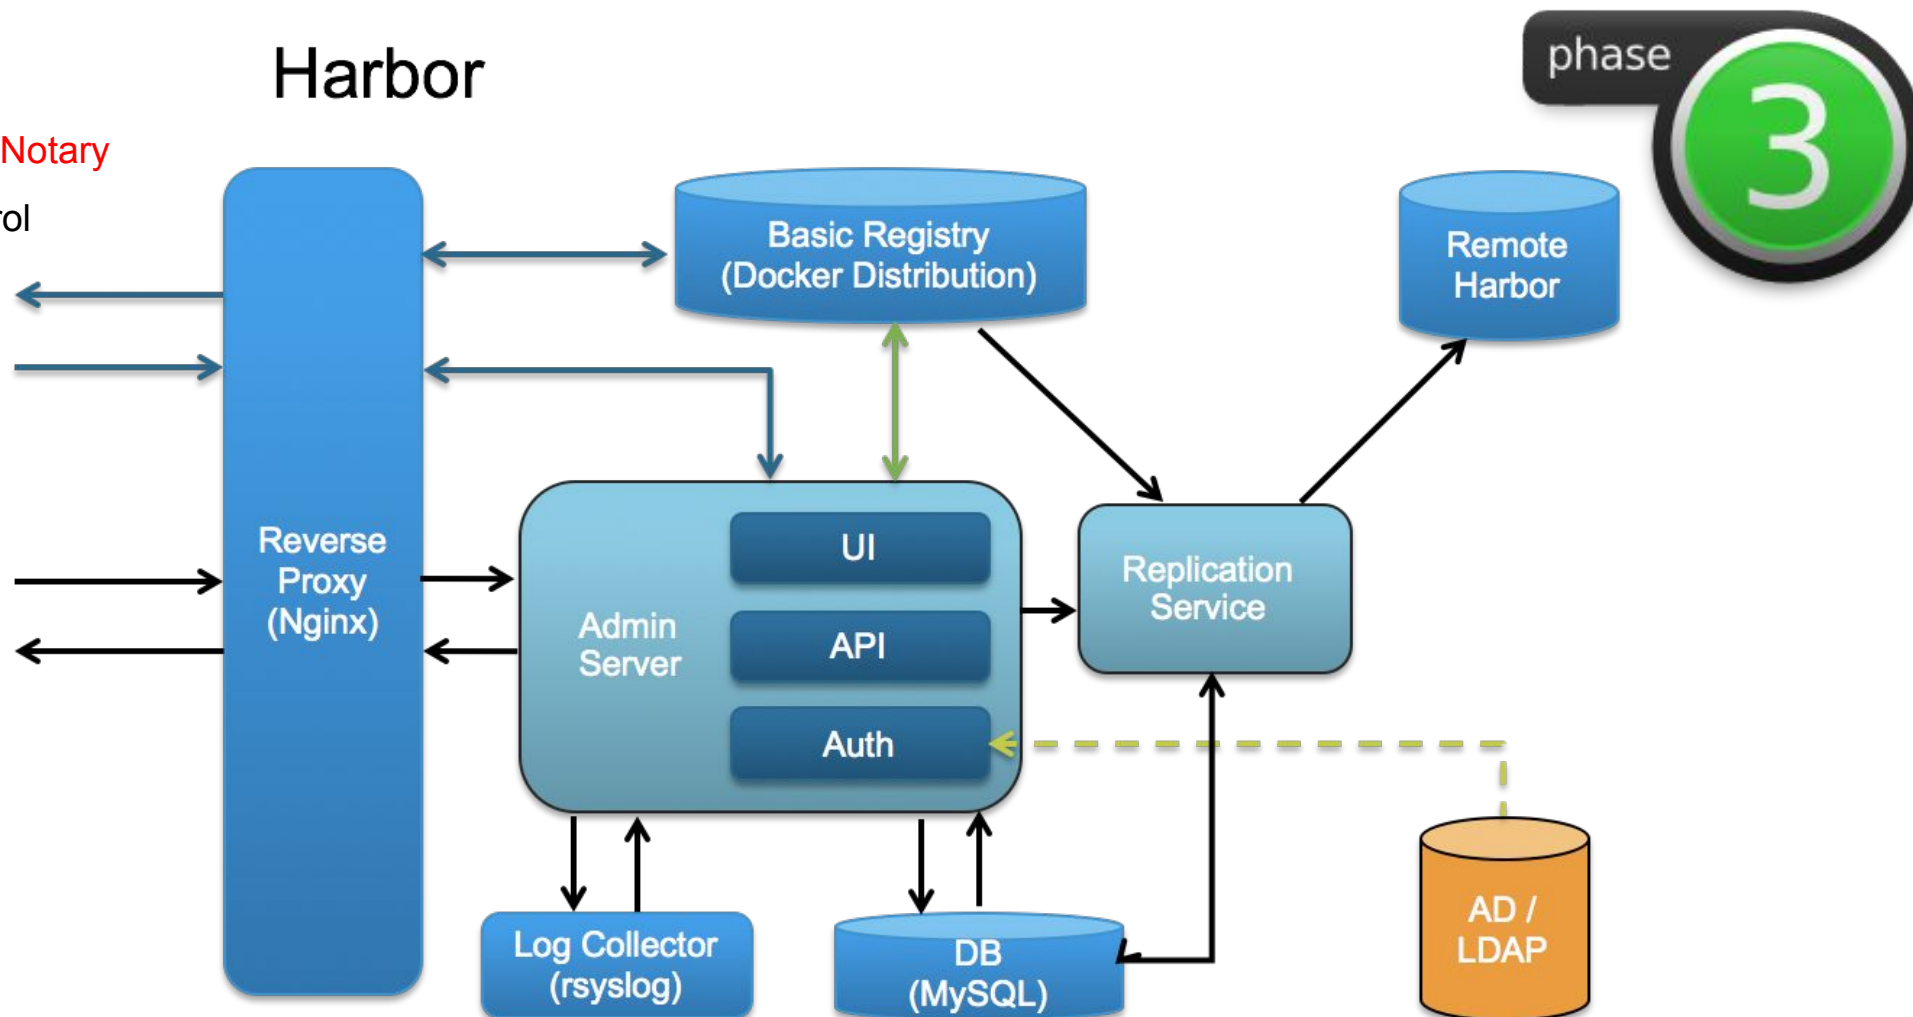 Harbor
phase
3
Notary
rol
Basic Registry
(Docker Distribution)
Remote
Harbor
Reverse
Proxy
(Nginx)
UI
Admin
Server
API
Auth
Replication
Service
Log Collector
(rsyslog)
DB
(MySQL)
AD /
LDAP